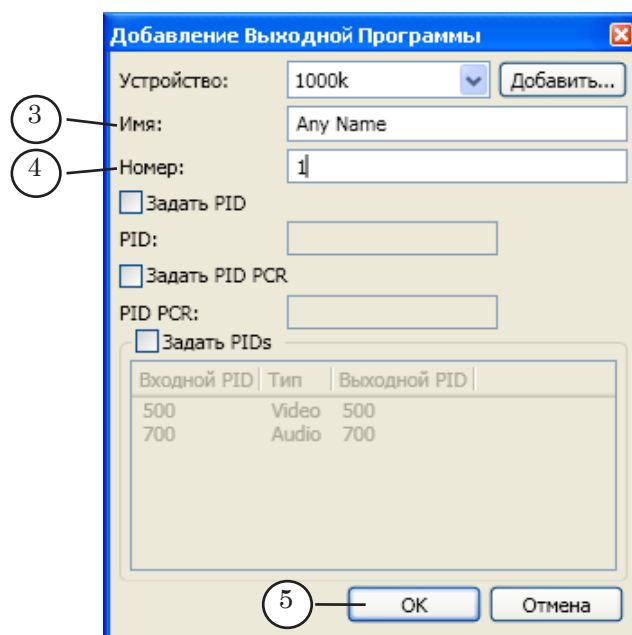 Добавление Выходной Программы
Устройство: 1000k Добавить...
3 Имя: Any Name
4 Номер: 1
Задать PID
PID:
Задать PID PCR
PID PCR:
Задать PIDs
Входной PID Тип Выходной PID
500 Video 500
700 Audio 700
5 OK Отмена